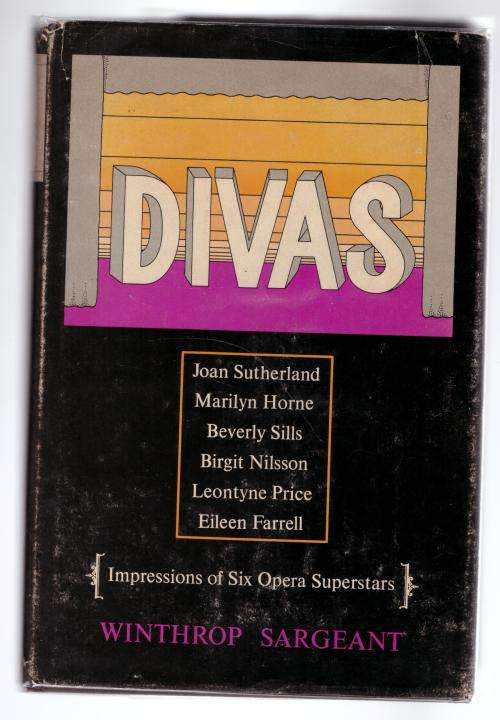 DIVAS
Joan Sutherland
Marilyn Horne
Beverly Sills
Birgit Nilsson
Leontyne Price
Eileen Farrell
Impressions of Six Opera Superstars
WINTHROP SARGEANT